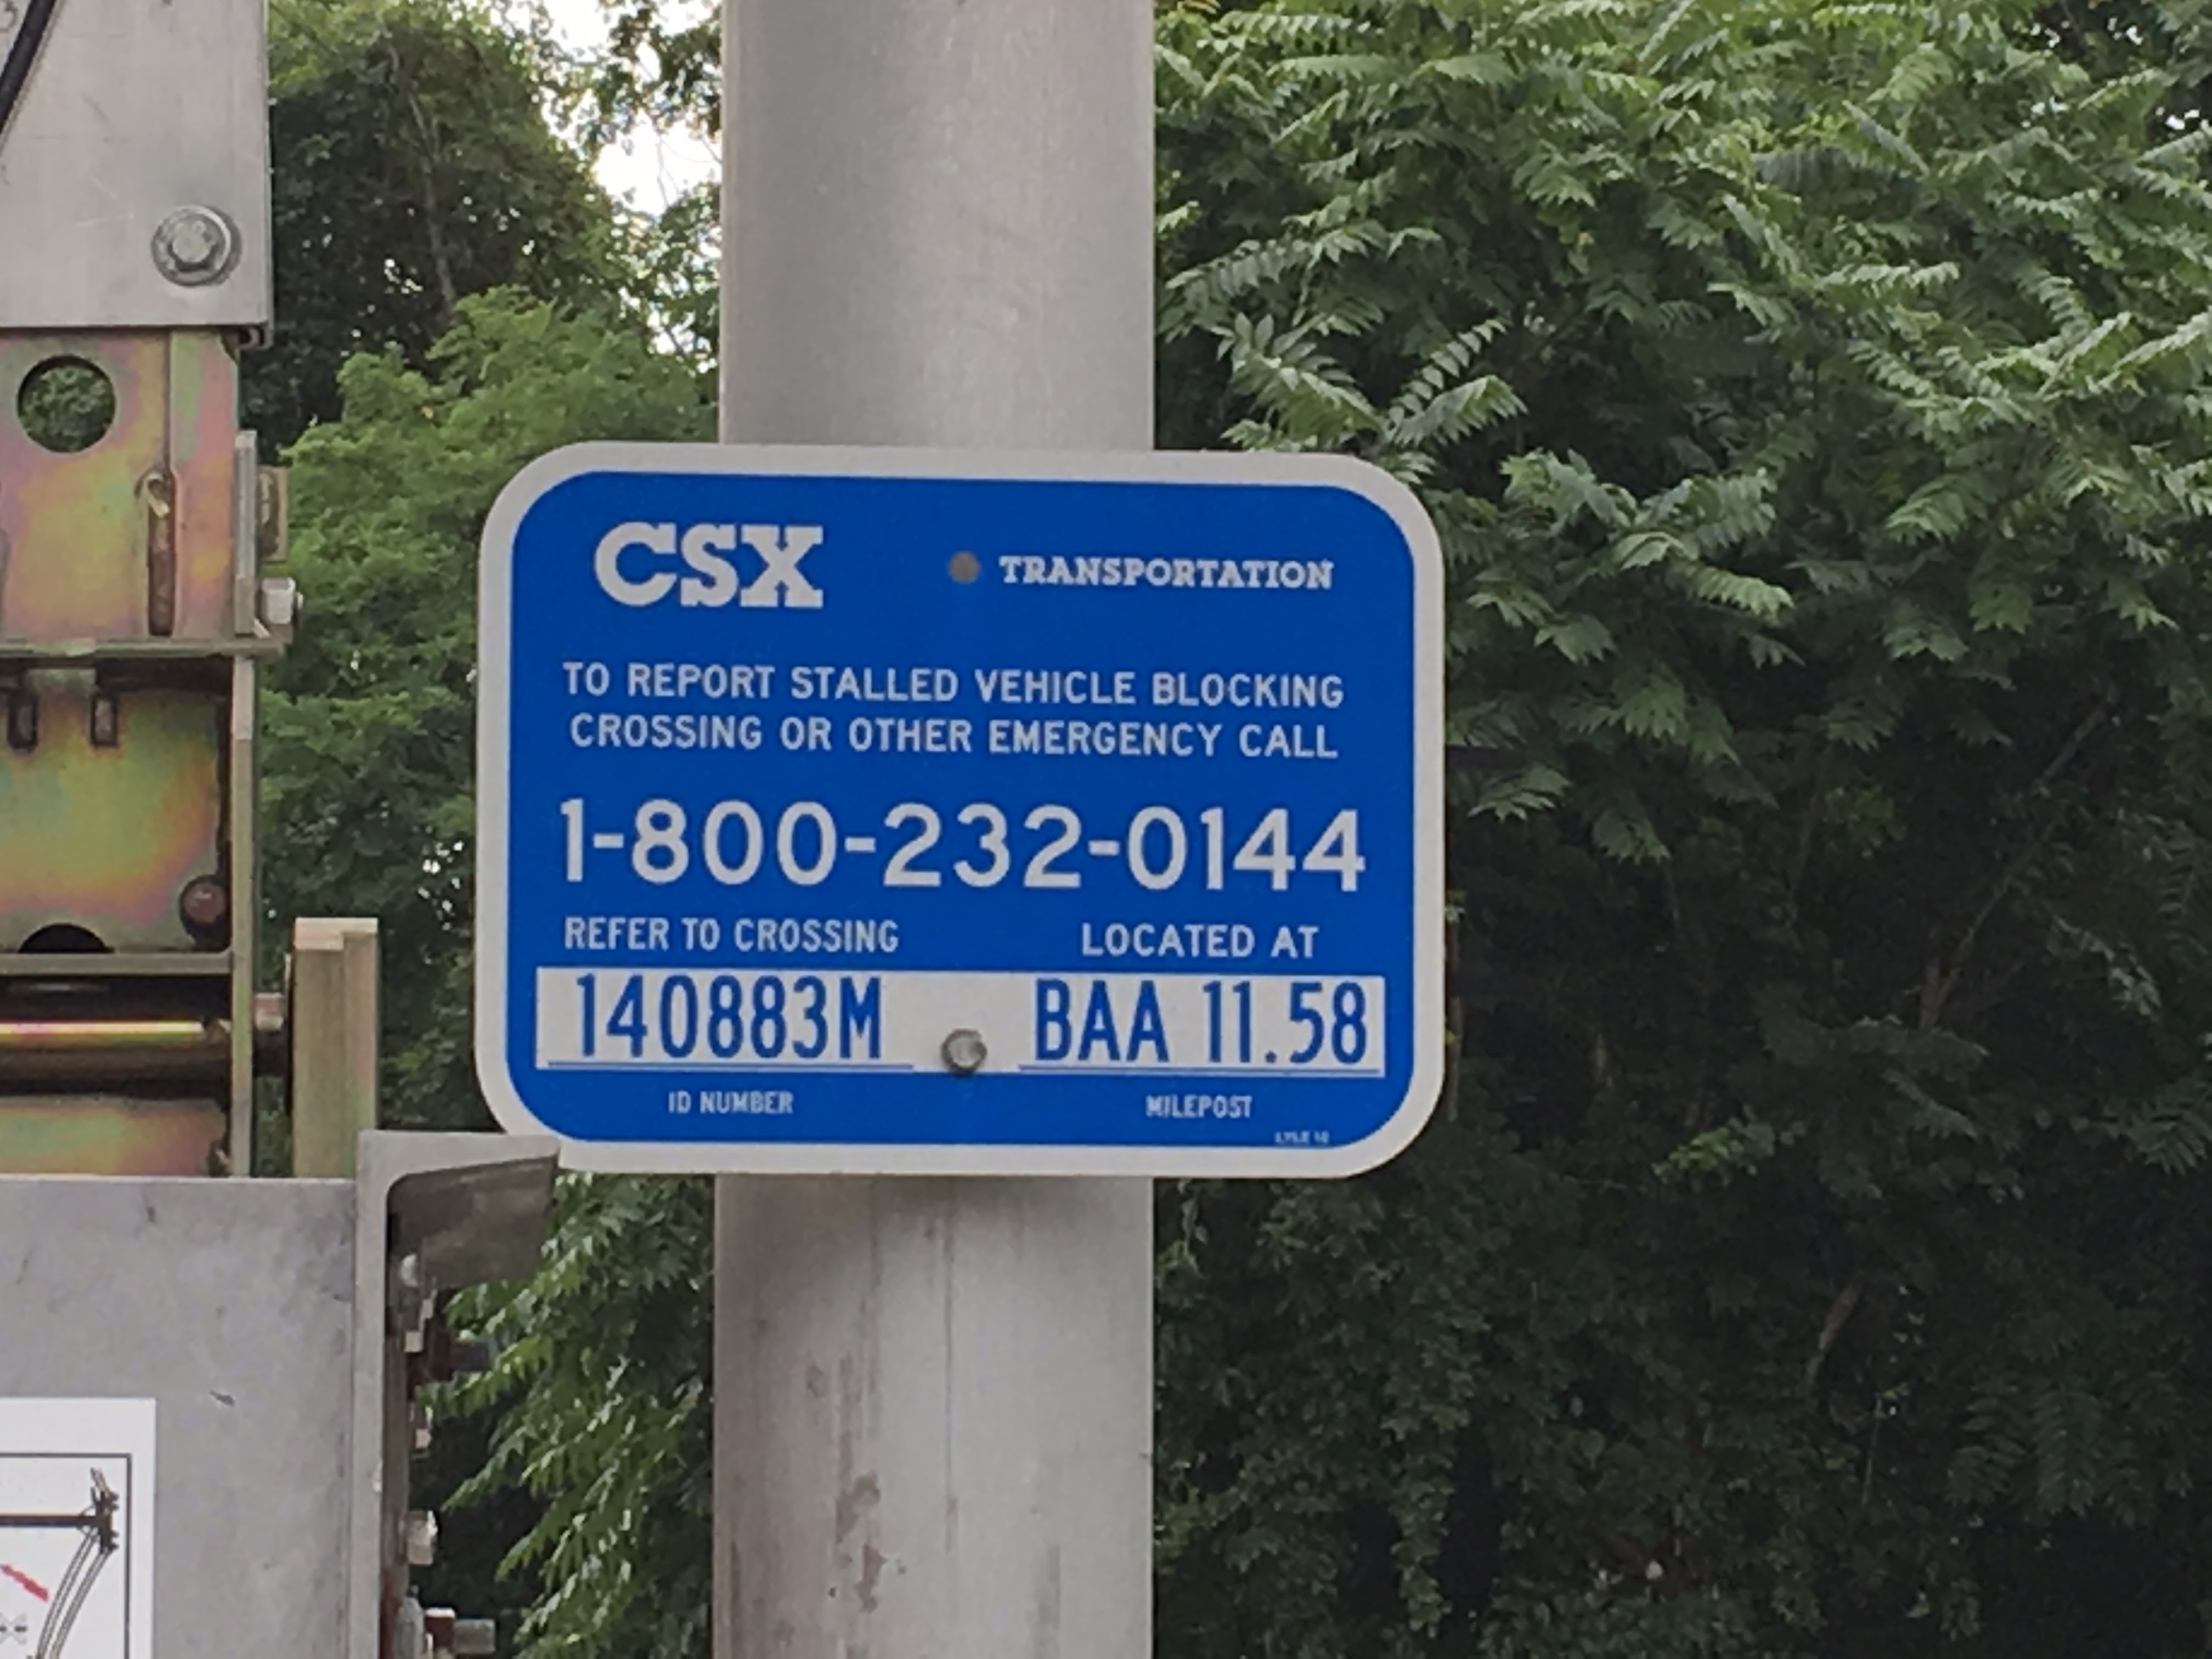 CSX TRANSPORTATION
TO REPORT STALLED VEHICLE BLOCKING
CROSSING OR OTHER EMERGENCY CALL
1-800-232-0144
REFER TO CROSSING LOCATED AT
140883M BAA 11.58
ID NUMBER MILEPOST